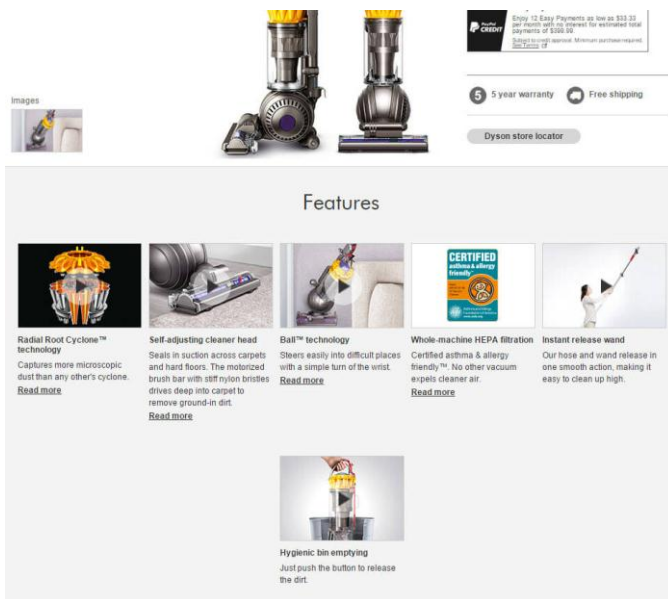 Enjoy 12 Easy Payments as low as $33.33
per month with no interest for estimated total
payments of $399.99.
PayPal
CREDIT
Subject to credit approval. Minimum purchase required.
See Terms
Images
5 5 year warranty
Free shipping
Dyson store locator
Features
CERTIFIED
asthma & allergy
friendly™
Radial Root Cyclone™
technology
Captures more microscopic
dust than any other's cyclone.
Read more
Self-adjusting cleaner head
Seals in suction across carpets
and hard floors. The motorized
brush bar with stiff nylon bristles
drives deep into carpet to
remove ground-in dirt.
Read more
Ball™ technology
Steers easily into difficult places
with a simple turn of the wrist.
Read more
Whole-machine HEPA filtration
Certified asthma & allergy
friendly™. No other vacuum
expels cleaner air.
Read more
Instant release wand
Our hose and wand release in
one smooth action, making it
easy to clean up high.
Hygienic bin emptying
Just push the button to release
the dirt.